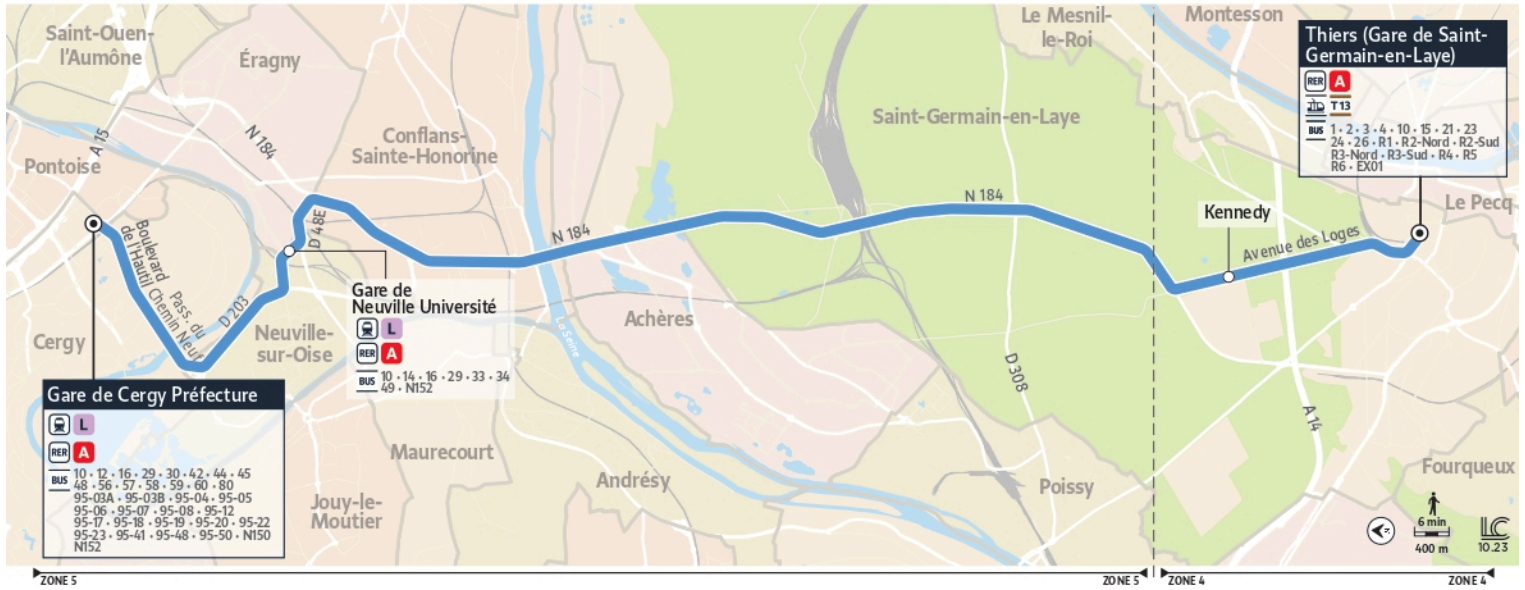 Saint-Ouen-
l'Aumône
Éragny
Le Mesnil-
le-Roi
Montesson
Thiers (Gare de Saint-
Germain-en-Laye)
RER A
T13
BUS 1 • 2 • 3 • 4 • 10 • 15 • 21 • 23
24 • 26 • R1 • R2-Nord • R2-Sud
R3-Nord • R3-Sud • R4 • R5
R6 • EX01
A 15
N 184
Conflans-
Sainte-Honorine
Saint-Germain-en-Laye
Pontoise
Le Pecq
N 184
N 184
Kennedy
Avenue des Loges
D 48E
Boulevard
de l'Hautil
Pass. du
Chemin Neuf
D 203
Gare de
Neuville Université
L
RER A
BUS 10 • 14 • 16 • 29 • 33 • 34
49 • N152
Cergy
Neuville-
sur-Oise
La Seine
Achères
D 308
A 14
Gare de Cergy Préfecture
L
RER A
BUS 10 • 12 • 16 • 29 • 30 • 42 • 44 • 45
48 • 56 • 57 • 58 • 59 • 60 • 80
95-03A • 95-03B • 95-04 • 95-05
95-06 • 95-07 • 95-08 • 95-12
95-17 • 95-18 • 95-19 • 95-20 • 95-22
95-23 • 95-41 • 95-48 • 95-50 • N150
N152
Maurecourt
Jouy-le-
Moutier
Andrésy
Poissy
Fourqueux
6 min
400 m
LC
10.23
ZONE 5
ZONE 5
ZONE 4
ZONE 4